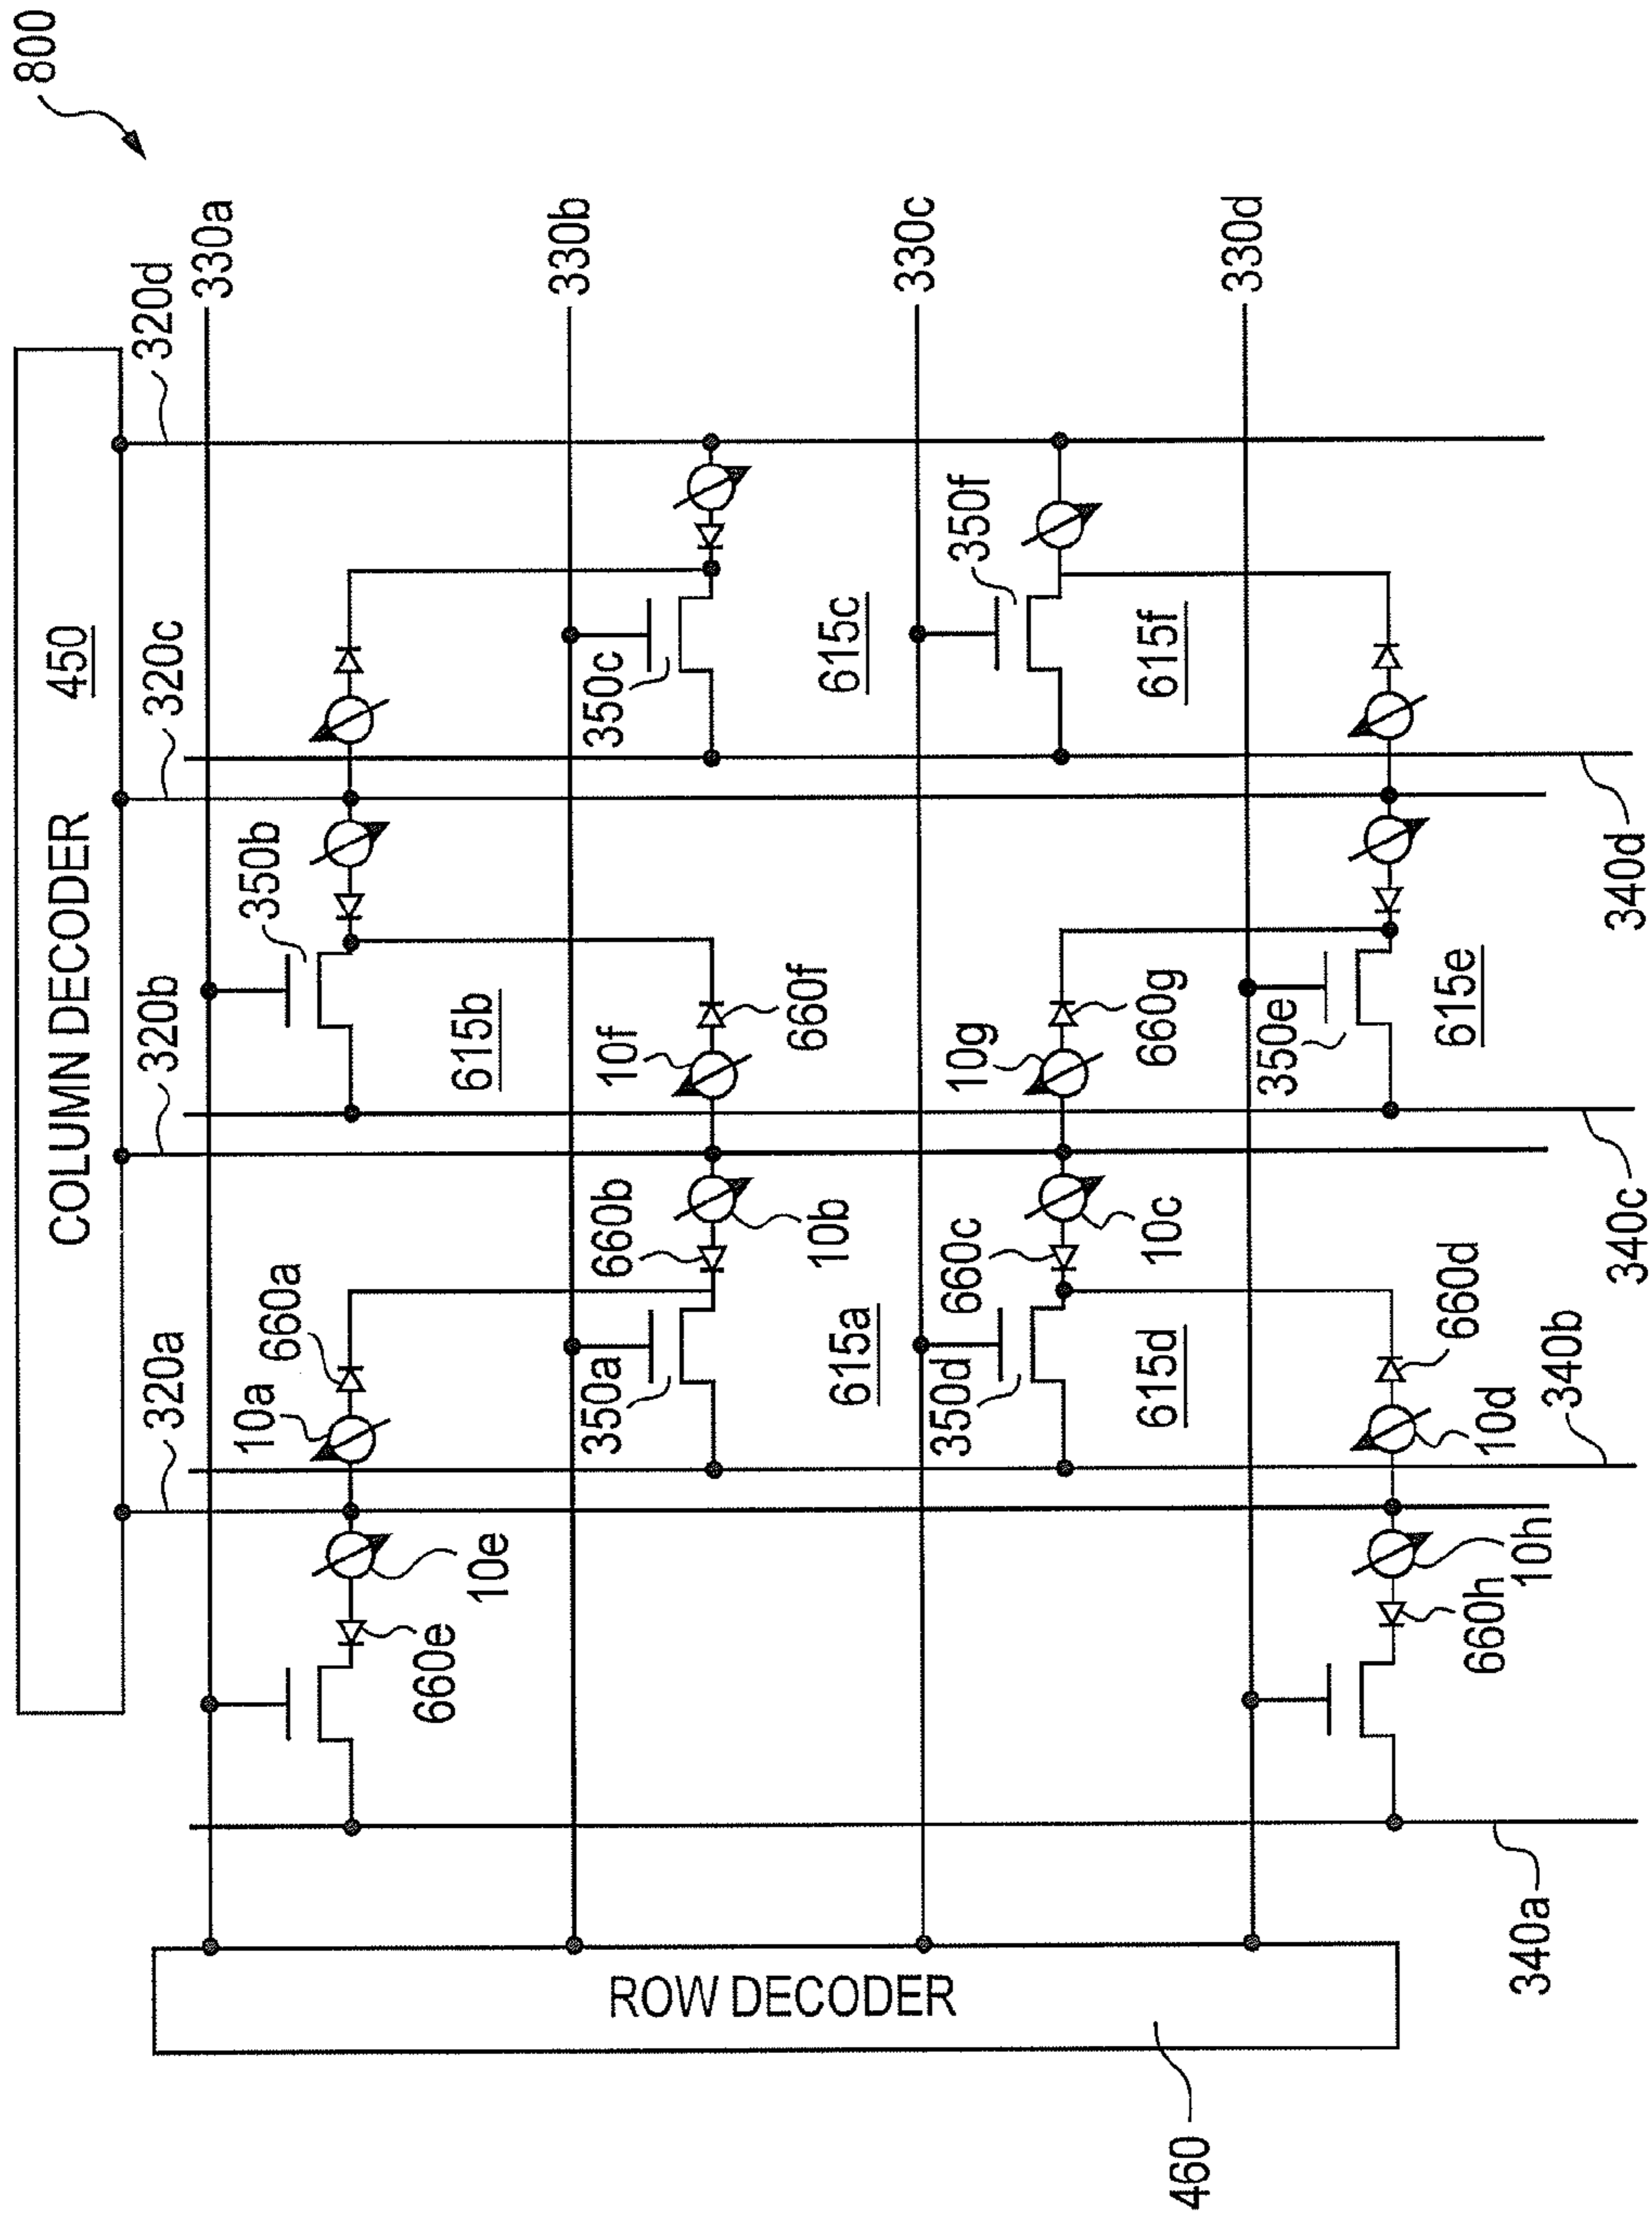 800
COLUMN DECODER 450
320a
320b
320c
320d
330a
330b
330c
330d
10a
660a
350b
10e
660e
350a
660b
10b
10f
660f
350c
615a
615b
615c
350d
660c
10c
10g
660g
350f
615d
615f
350e
615e
660d
10d
660h
10h
340a
340b
340c
340d
ROW DECODER
460